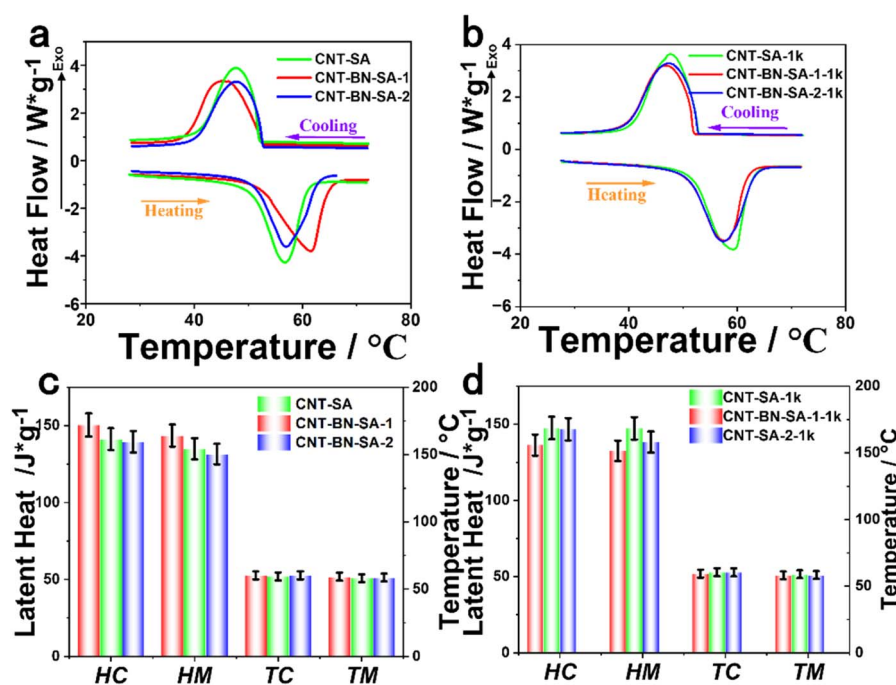 a
CNT-SA
CNT-BN-SA-1
CNT-BN-SA-2
Cooling
Heating
Exo
Heat Flow / W*g-1
4
2
0
-2
-4
-6
20
40
60
80
Temperature / °C
b
CNT-SA-1k
CNT-BN-SA-1-1k
CNT-BN-SA-2-1k
Cooling
Heating
Exo
Heat Flow / W*g-1
4
2
0
−2
−4
−6
20
40
60
80
Temperature / °C
c
CNT-SA
CNT-BN-SA-1
CNT-BN-SA-2
Latent Heat /J*g-1
150
100
50
0
HC
HM
TC
TM
200
150
100
50
0
Temperature /°C
d
CNT-SA-1k
CNT-BN-SA-1-1k
CNT-SA-2-1k
Latent Heat /J*g-1
150
100
50
0
HC
HM
TC
TM
200
150
100
50
0
Temperature /°C